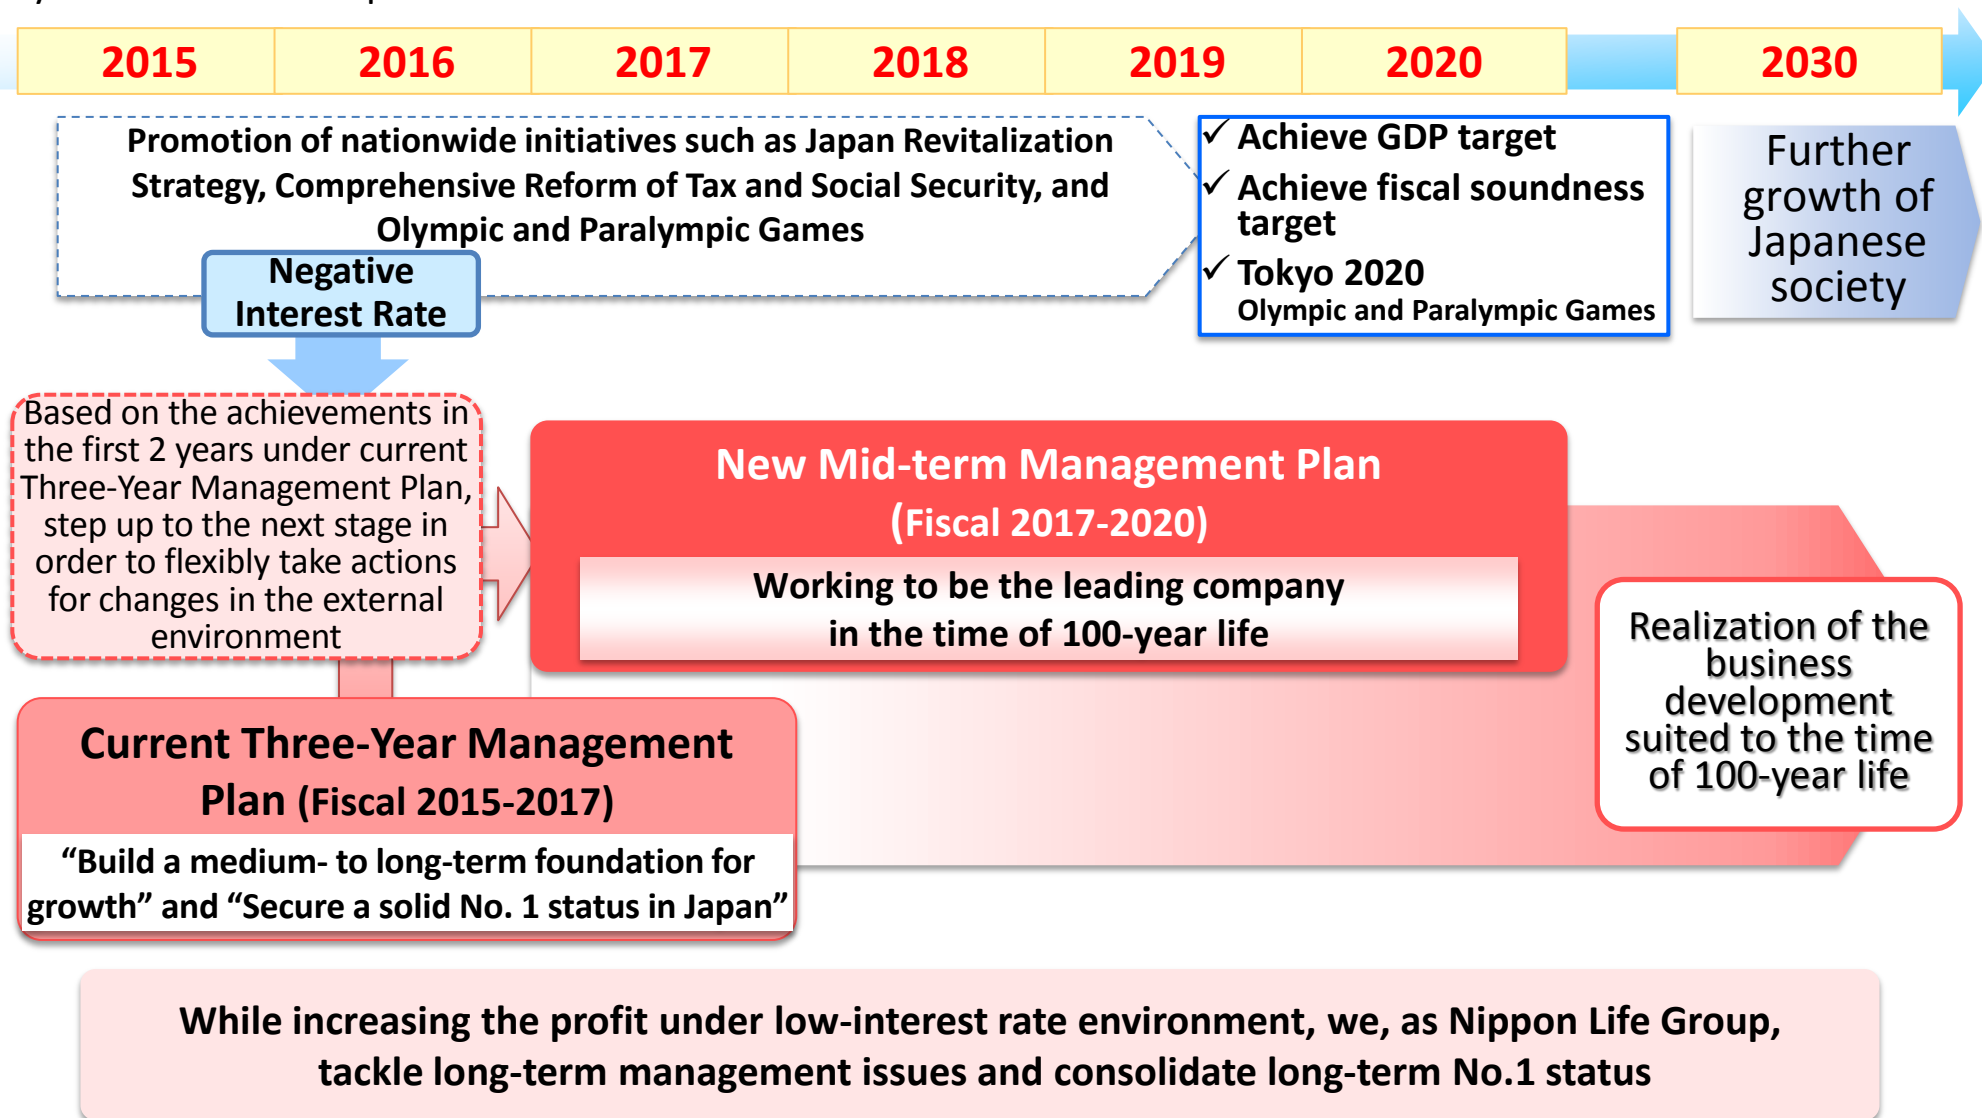 2015
2016
2017
2018
2019
2020
2030
Promotion of nationwide initiatives such as Japan Revitalization
Strategy, Comprehensive Reform of Tax and Social Security, and
Olympic and Paralympic Games
✓ Achieve GDP target
✓ Achieve fiscal soundness
target
✓ Tokyo 2020
Olympic and Paralympic Games
Further
growth of
Japanese
society
Negative
Interest Rate
Based on the achievements in
the first 2 years under current
Three-Year Management Plan,
step up to the next stage in
order to flexibly take actions
for changes in the external
environment
New Mid-term Management Plan
(Fiscal 2017-2020)
Working to be the leading company
in the time of 100-year life
Realization of the
business
development
suited to the time
of 100-year life
Current Three-Year Management
Plan (Fiscal 2015-2017)
“Build a medium- to long-term foundation for
growth” and “Secure a solid No. 1 status in Japan”
While increasing the profit under low-interest rate environment, we, as Nippon Life Group,
tackle long-term management issues and consolidate long-term No.1 status